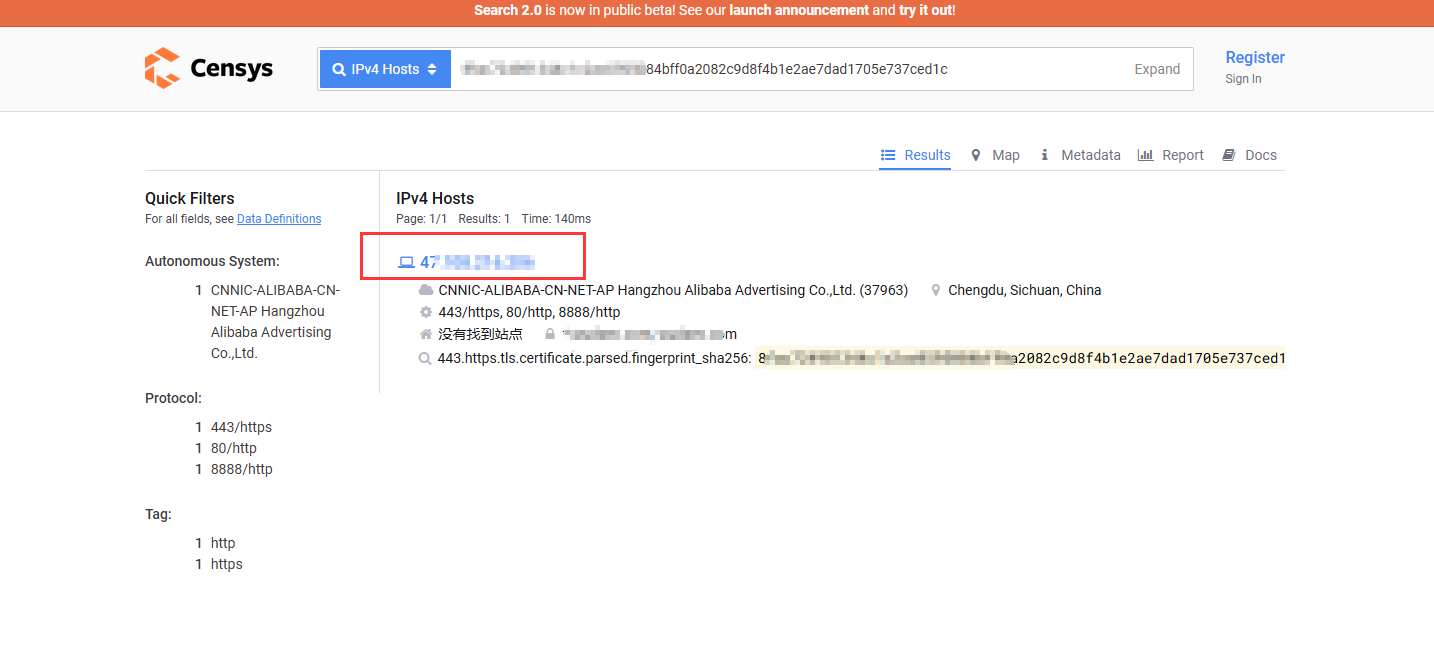 Search 2.0 is now in public beta! See our launch announcement and try it out!
Censys
IPv4 Hosts
84bff0a2082c9d8f4b1e2ae7dad1705e737ced1c
Expand
Register
Sign In
Results
Map
Metadata
Report
Docs
Quick Filters
For all fields, see Data Definitions
Autonomous System:
1 CNNIC-ALIBABA-CN-
NET-AP Hangzhou
Alibaba Advertising
Co.,Ltd.
Protocol:
1 443/https
1 80/http
1 8888/http
Tag:
1 http
1 https
IPv4 Hosts
Page: 1/1 Results: 1 Time: 140ms
47
CNNIC-ALIBABA-CN-NET-AP Hangzhou Alibaba Advertising Co.,Ltd. (37963) Chengdu, Sichuan, China
443/https, 80/http, 8888/http
没有找到站点
443.https.tls.certificate.parsed.fingerprint_sha256: 8 a2082c9d8f4b1e2ae7dad1705e737ced1